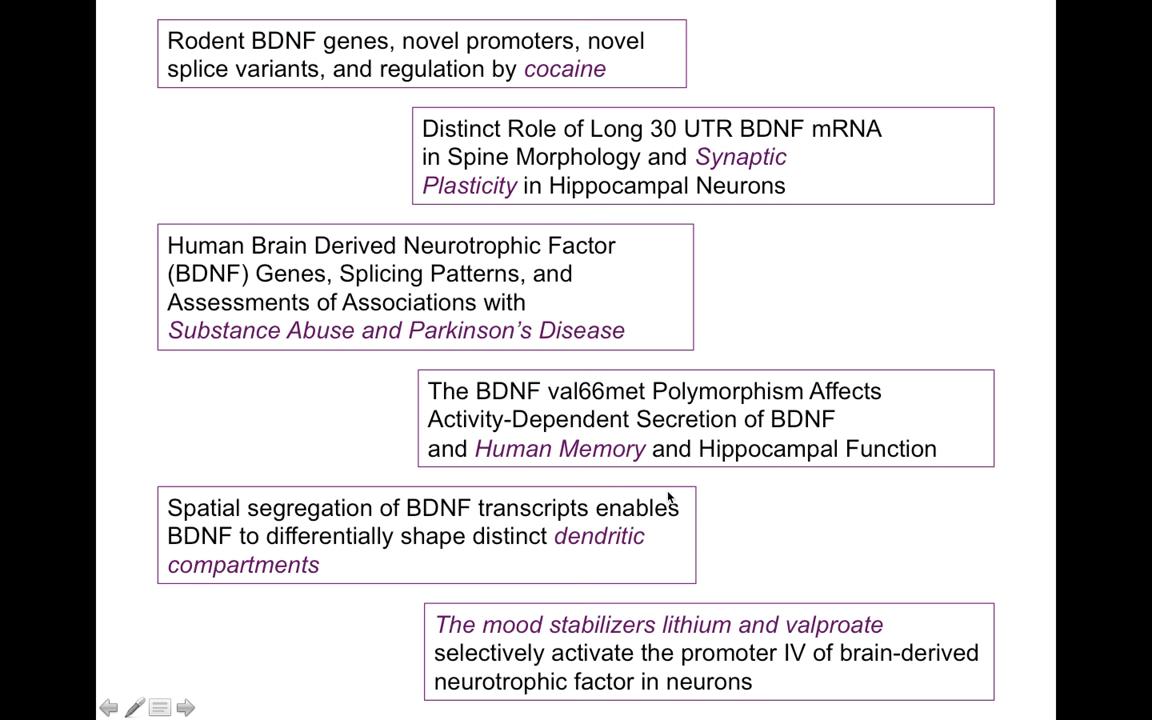 Rodent BDNF genes, novel promoters, novel
splice variants, and regulation by cocaine
Distinct Role of Long 30 UTR BDNF mRNA
in Spine Morphology and Synaptic
Plasticity in Hippocampal Neurons
Human Brain Derived Neurotrophic Factor
(BDNF) Genes, Splicing Patterns, and
Assessments of Associations with
Substance Abuse and Parkinson’s Disease
The BDNF val66met Polymorphism Affects
Activity-Dependent Secretion of BDNF
and Human Memory and Hippocampal Function
Spatial segregation of BDNF transcripts enables
BDNF to differentially shape distinct dendritic
compartments
The mood stabilizers lithium and valproate
selectively activate the promoter IV of brain-derived
neurotrophic factor in neurons